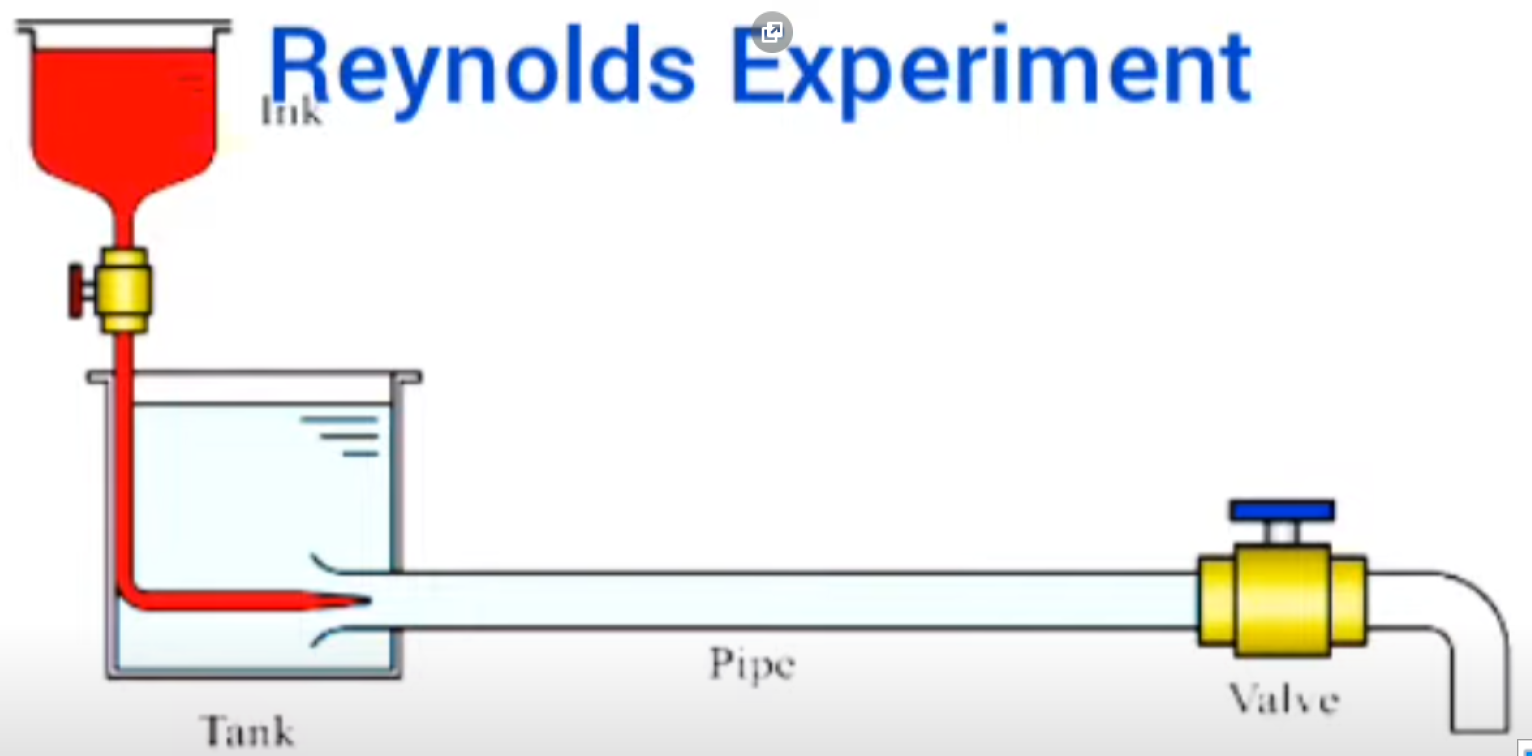 Reynolds Experiment
Ink
Pipe
Valve
Tank